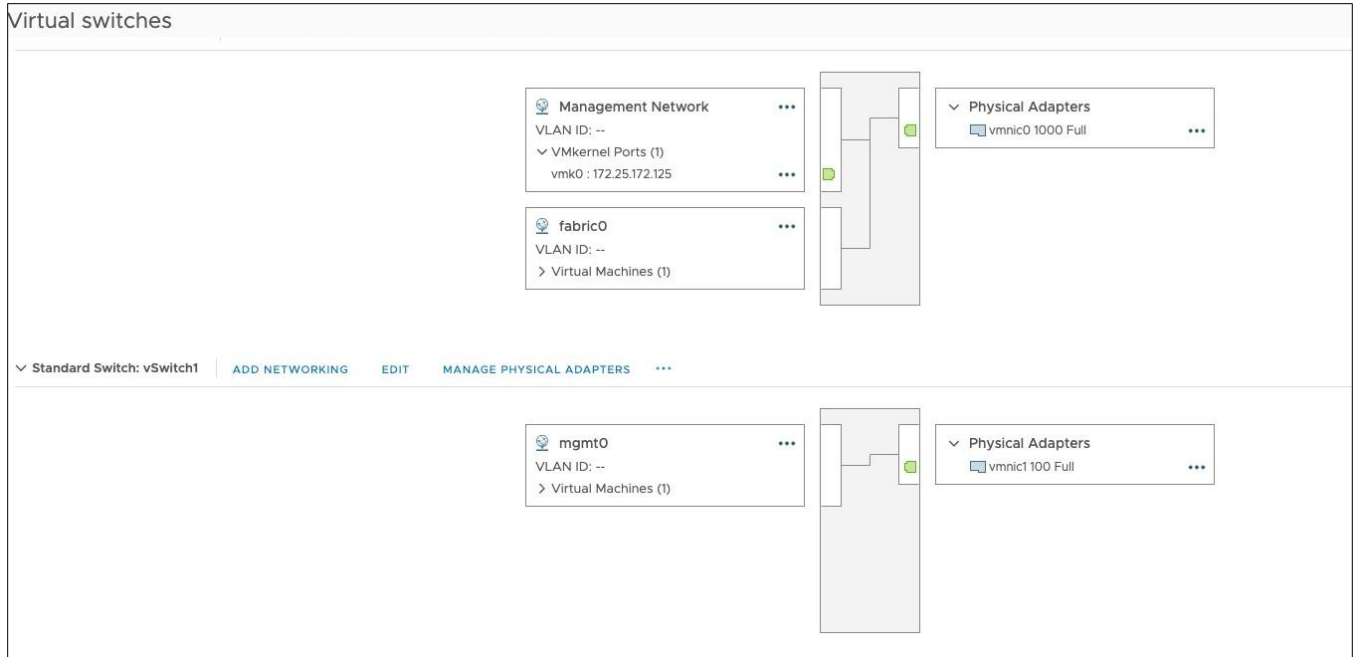 Virtual switches
Management Network ...
VLAN ID: --
VMkernel Ports (1)
vmk0 : 172.25.172.125 ...
Physical Adapters
vmnic0 1000 Full ...
fabric0 ...
VLAN ID: --
Virtual Machines (1)
Standard Switch: vSwitch1 ADD NETWORKING EDIT MANAGE PHYSICAL ADAPTERS ...
mgmt0 ...
VLAN ID: --
Virtual Machines (1)
Physical Adapters
vmnic1 100 Full ...